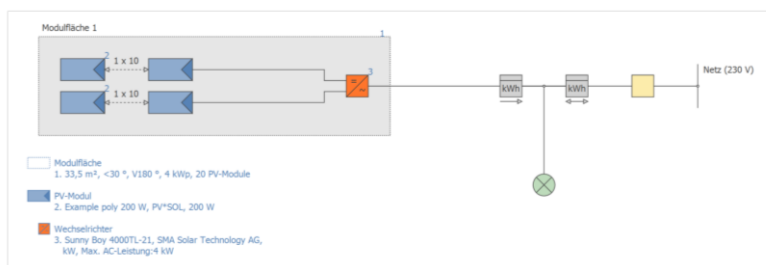 Modulfläche 1
1
2
1 x 10
3
2
1 x 10
kWh
kWh
Netz (230 V)
Modulfläche
1. 33,5 m², <30 °, V180 °, 4 kWp, 20 PV-Module
PV-Modul
2. Example poly 200 W, PV*SOL, 200 W
Wechselrichter
3. Sunny Boy 4000TL-21, SMA Solar Technology AG,
kW, Max. AC-Leistung:4 kW